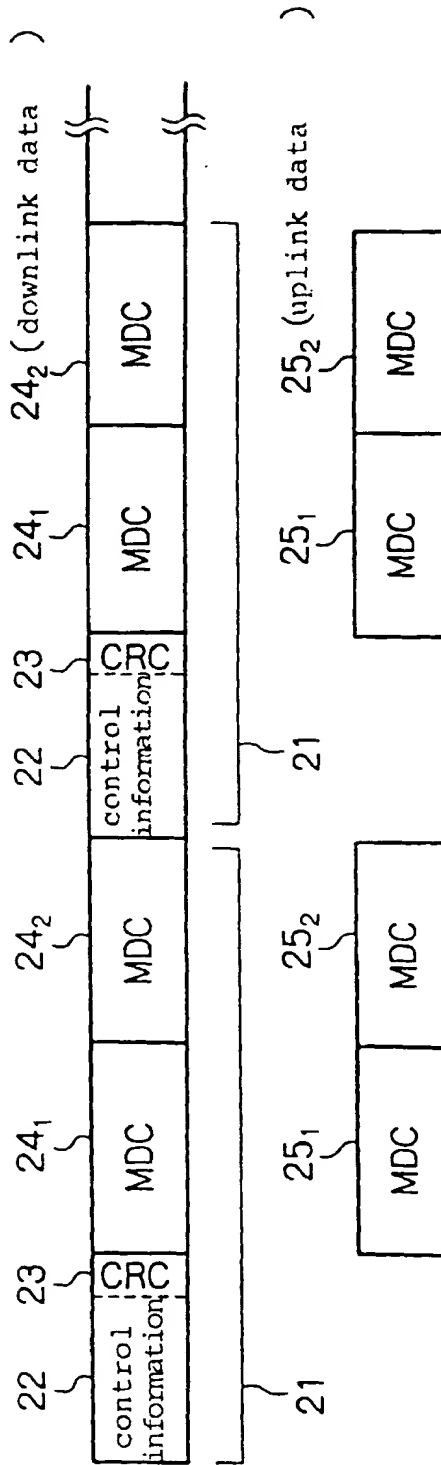 22 23 24₁ 24₂ 22 23 24₁ 24₂ (downlink data )
control information CRC MDC MDC control information CRC MDC MDC
21 21
25₁ 25₂ 25₁ 25₂ (uplink data )
MDC MDC MDC MDC